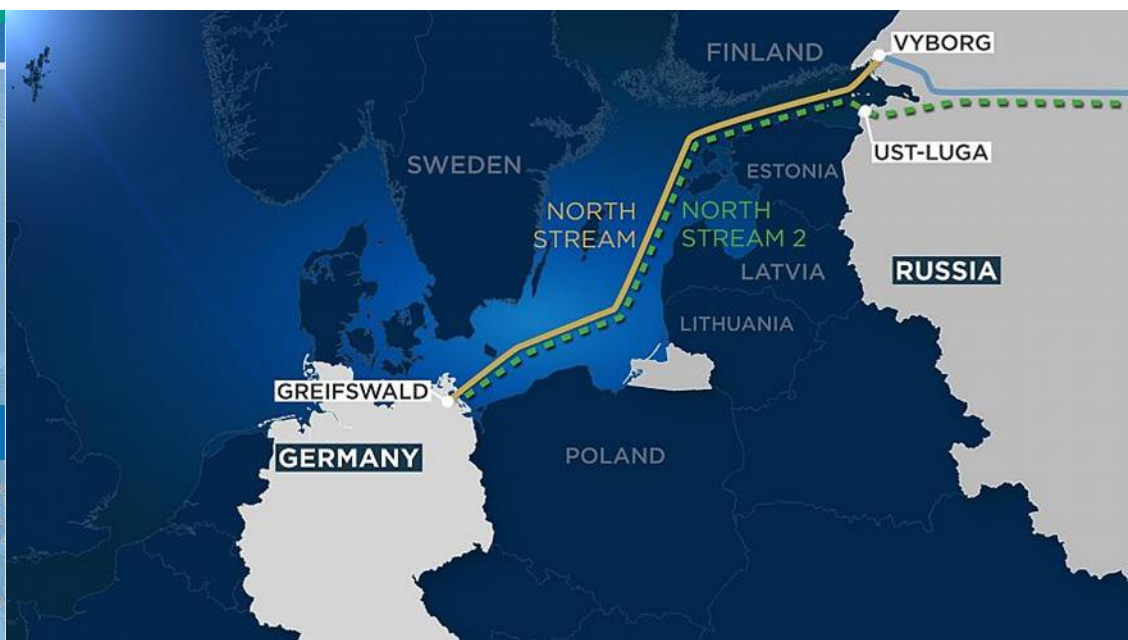 FINLAND
VYBORG
SWEDEN
UST-LUGA
ESTONIA
NORTH
STREAM
NORTH
STREAM 2
LATVIA
RUSSIA
LITHUANIA
GREIFSWALD
GERMANY
POLAND